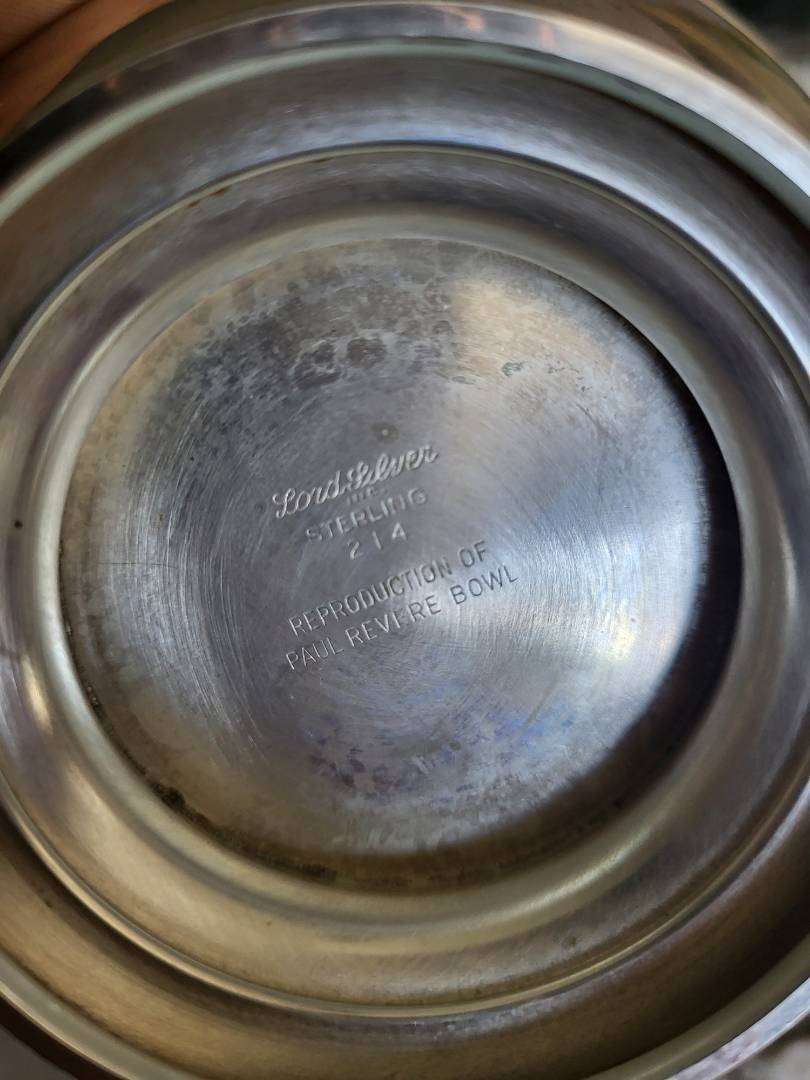 Lord Silver
INC.
STERLING
214
REPRODUCTION OF
PAUL REVERE BOWL